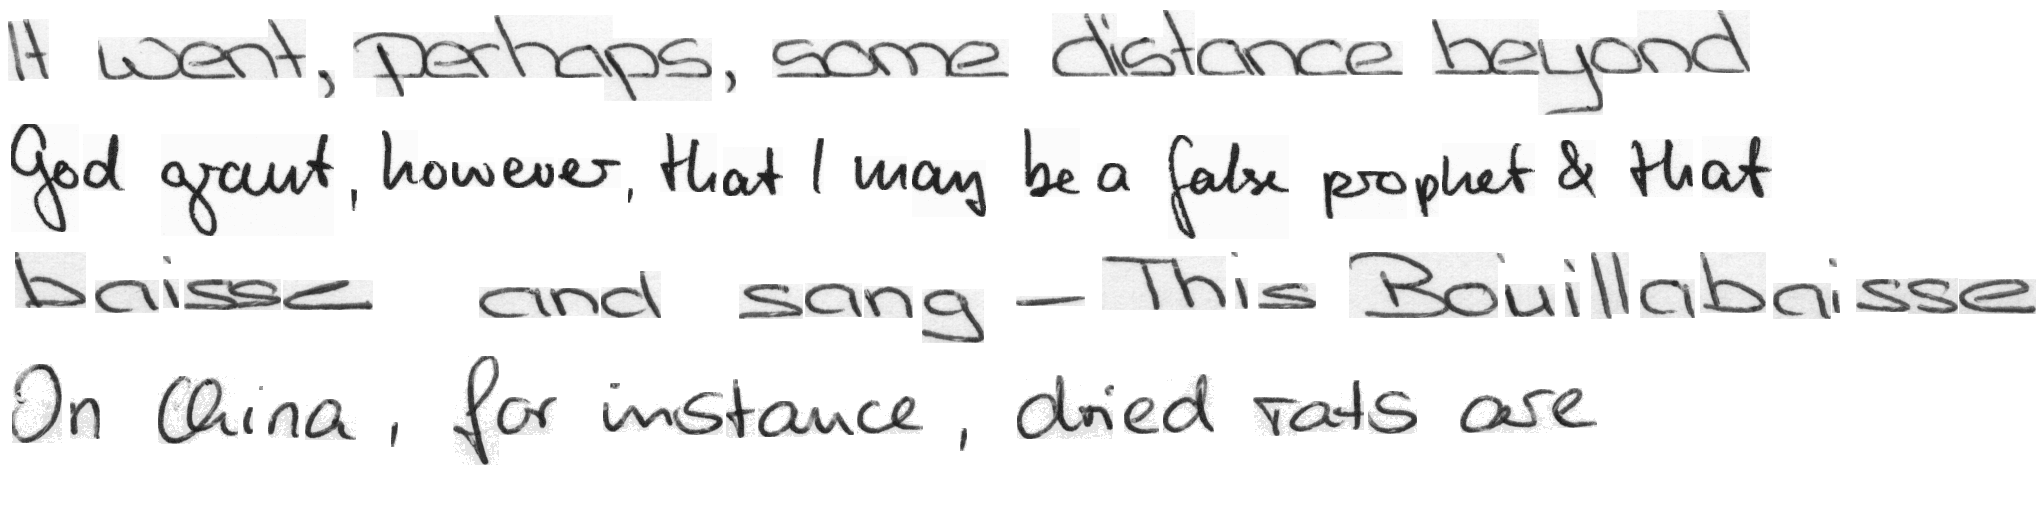 It went, perhaps, some distance beyond
God grant, however, that I may be a false prophet & that
baisse and sang - This Bouillabaisse
On China, for instance, dried rats are